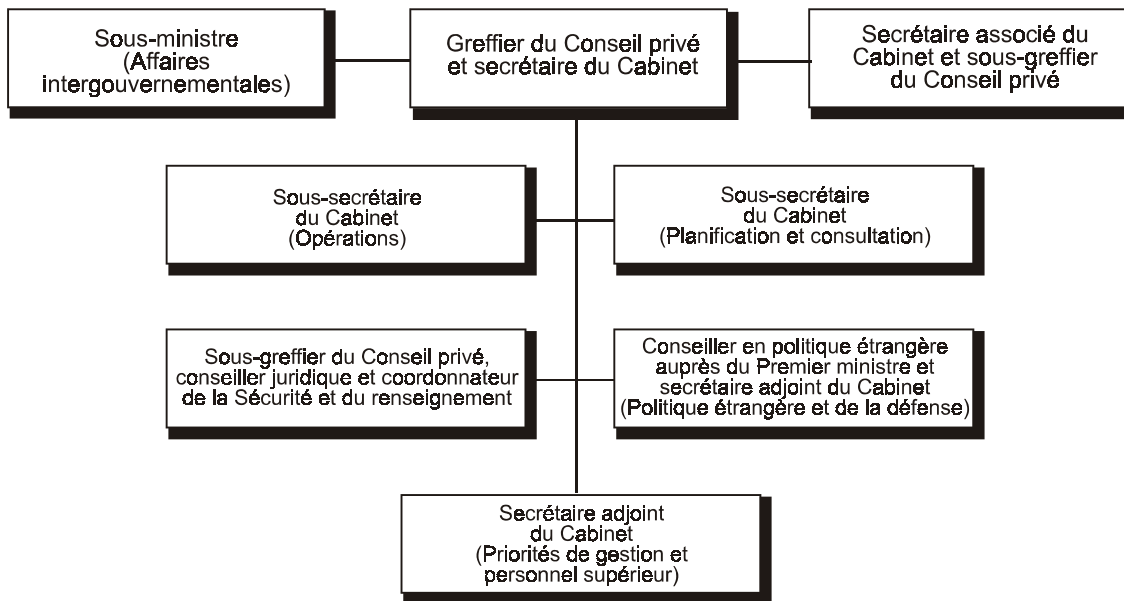 Sous-ministre
(Affaires
intergouvernementales)
Greffier du Conseil privé
et secrétaire du Cabinet
Secrétaire associé du
Cabinet et sous-greffier
du Conseil privé
Sous-secrétaire
du Cabinet
(Opérations)
Sous-secrétaire
du Cabinet
(Planification et consultation)
Sous-greffier du Conseil privé,
conseiller juridique et coordonnateur
de la Sécurité et du renseignement
Conseiller en politique étrangère
auprès du Premier ministre et
secrétaire adjoint du Cabinet
(Politique étrangère et de la défense)
Secrétaire adjoint
du Cabinet
(Priorités de gestion et
personnel supérieur)